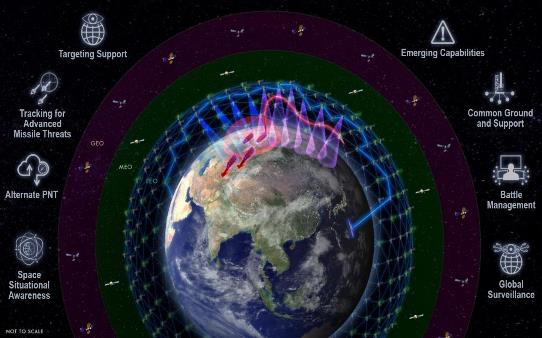 Targeting Support
Emerging Capabilities
Tracking for
Advanced
Missile Threats
Common Ground
and Support
GEO
MEO
LEO
Alternate PNT
Battle
Management
Space
Situational
Awareness
Global
Surveillance
NOT TO SCALE